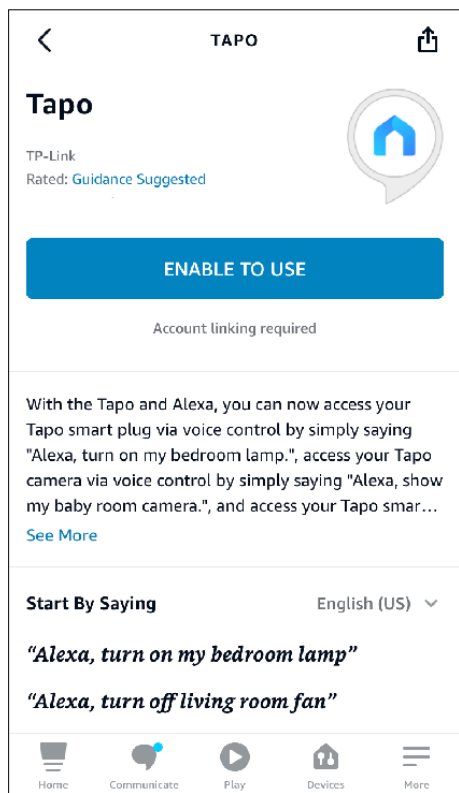 TAPO
Tapo
TP-Link
Rated: Guidance Suggested
ENABLE TO USE
Account linking required
With the Tapo and Alexa, you can now access your
Tapo smart plug via voice control by simply saying
"Alexa, turn on my bedroom lamp.", access your Tapo
camera via voice control by simply saying "Alexa, show
my baby room camera.", and access your Tapo smar...
See More
Start By Saying English (US)
“Alexa, turn on my bedroom lamp”
“Alexa, turn off living room fan”
Home Communicate Play Devices More